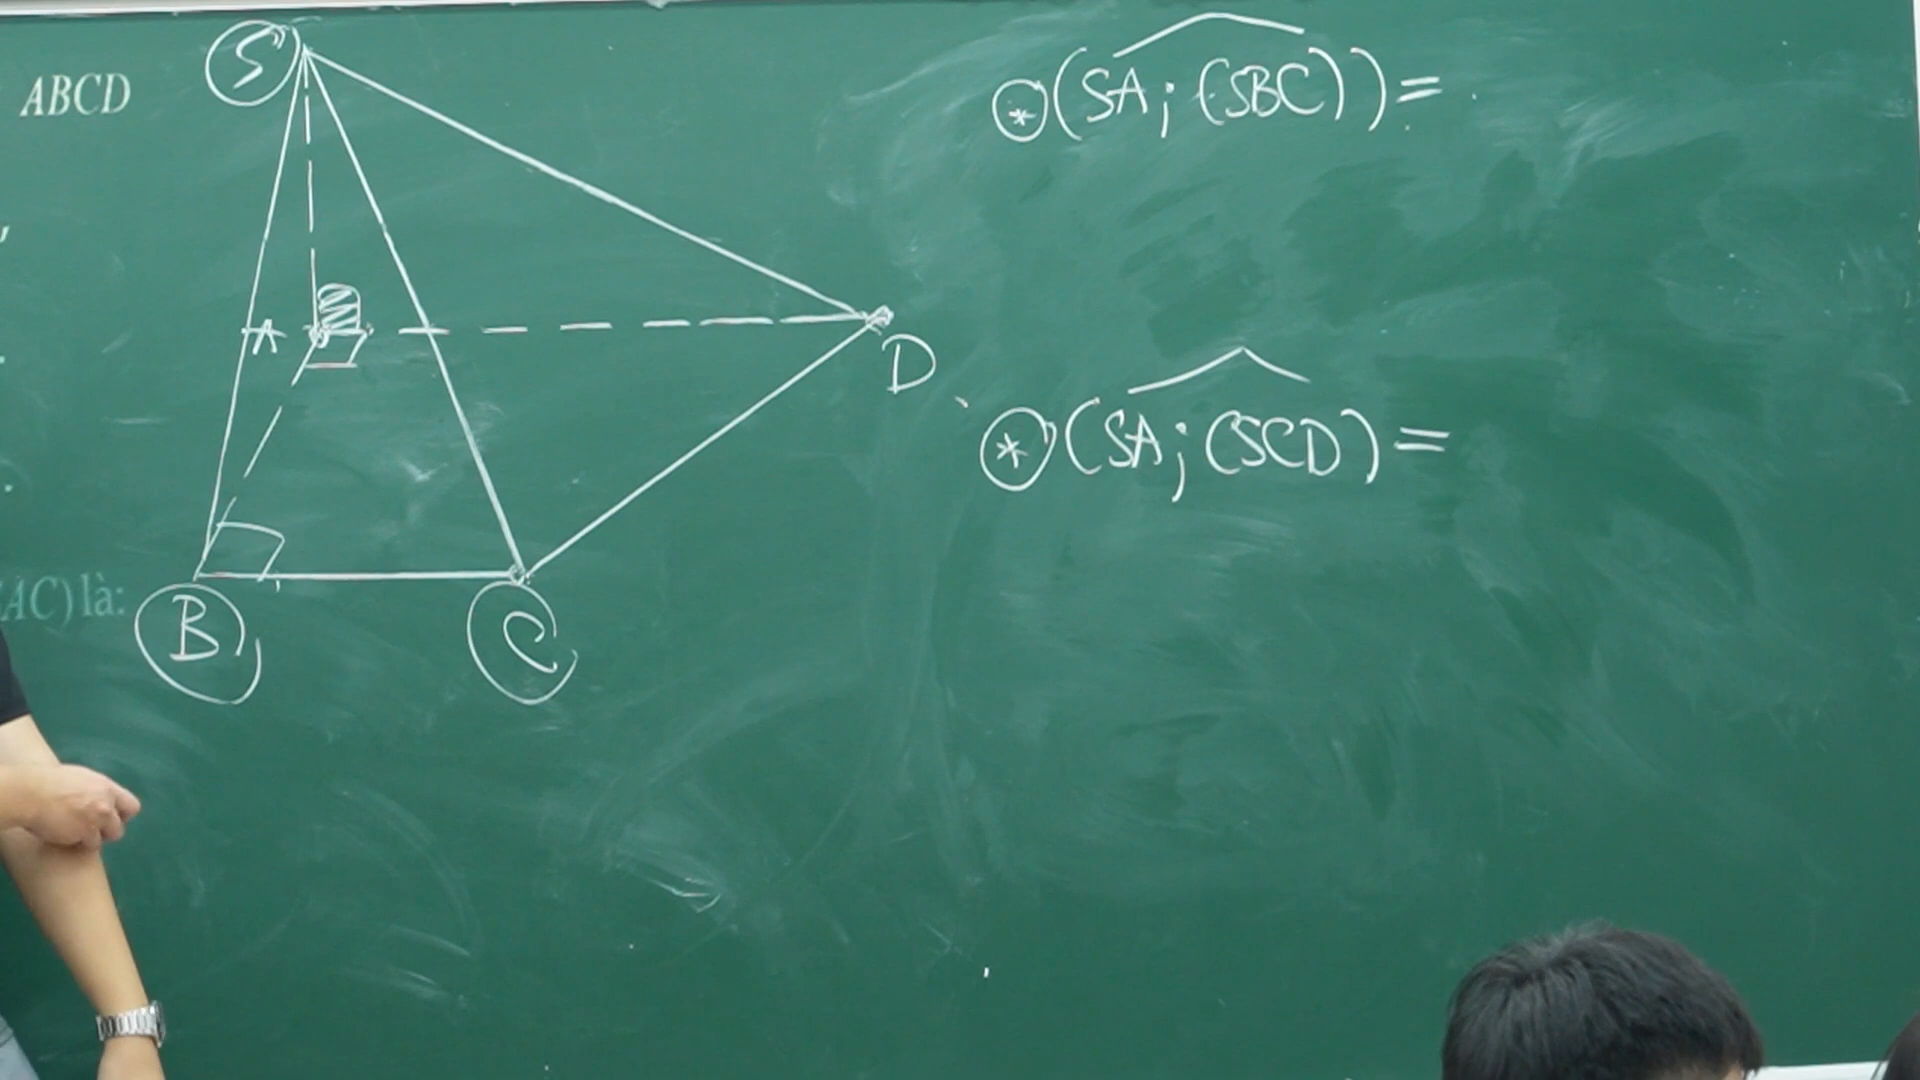 S
ABCD
(*) (SA; (SBC)) =
A
D
(*) (SA; (SCD) =
AC) là:
B
C